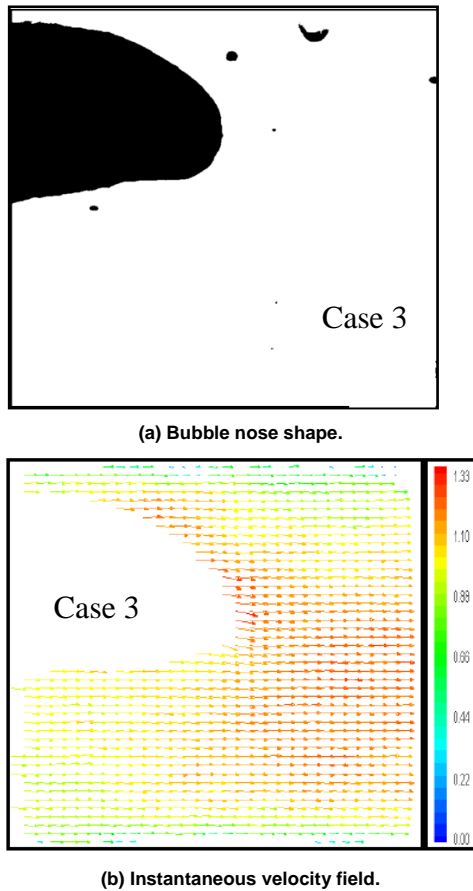 Case 3
(a) Bubble nose shape.
Case 3
1.33
1.10
0.88
0.66
0.44
0.22
0.00
(b) Instantaneous velocity field.